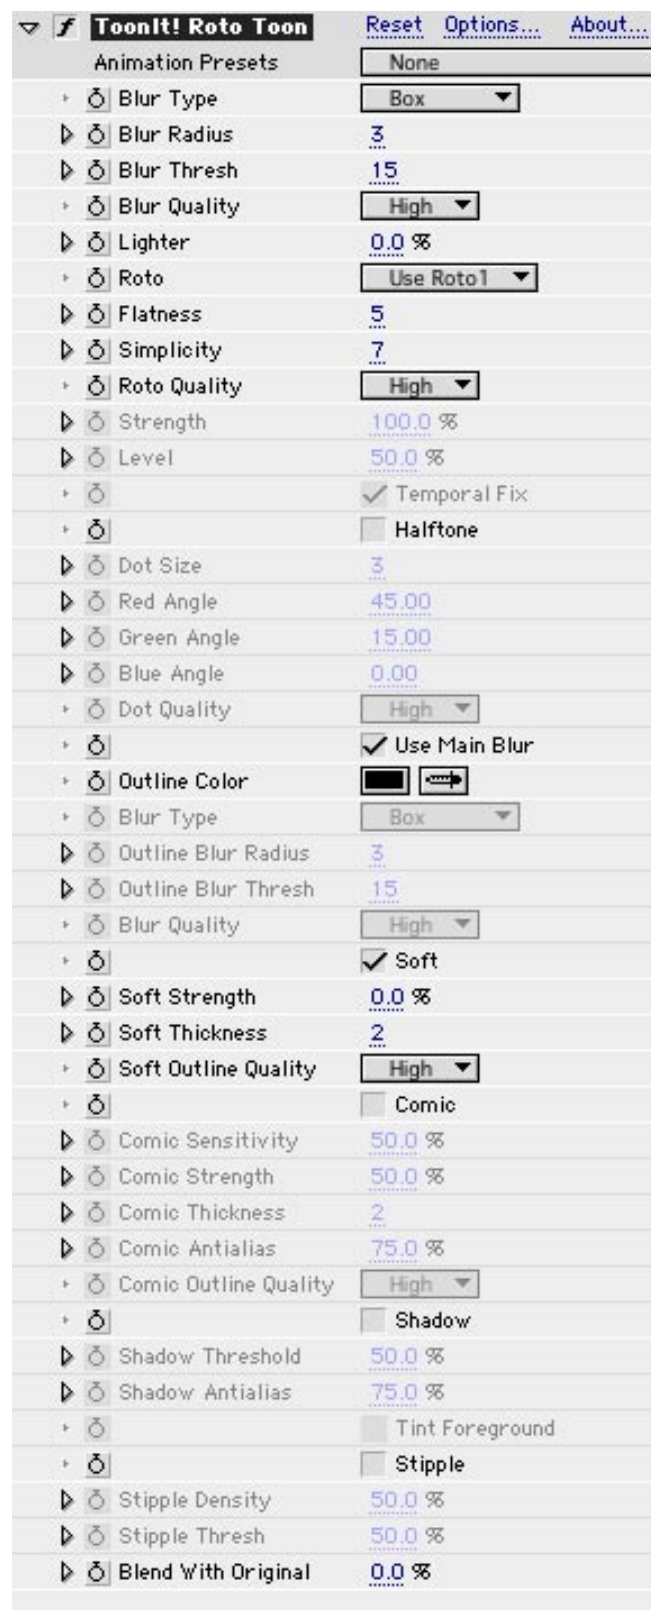 ToonIt! Roto Toon Reset Options... About...
Animation Presets None
Blur Type Box
Blur Radius 3
Blur Thresh 15
Blur Quality High
Lighter 0.0 %
Roto Use Roto1
Flatness 5
Simplicity 7
Roto Quality High
Strength 100.0 %
Level 50.0 %
Temporal Fix
Halftone
Dot Size 3
Red Angle 45.00
Green Angle 15.00
Blue Angle 0.00
Dot Quality High
Use Main Blur
Outline Color
Blur Type Box
Outline Blur Radius 3
Outline Blur Thresh 15
Blur Quality High
Soft
Soft Strength 0.0 %
Soft Thickness 2
Soft Outline Quality High
Comic
Comic Sensitivity 50.0 %
Comic Strength 50.0 %
Comic Thickness 2
Comic Antialias 75.0 %
Comic Outline Quality High
Shadow
Shadow Threshold 50.0 %
Shadow Antialias 75.0 %
Tint Foreground
Stipple
Stipple Density 50.0 %
Stipple Thresh 50.0 %
Blend With Original 0.0 %